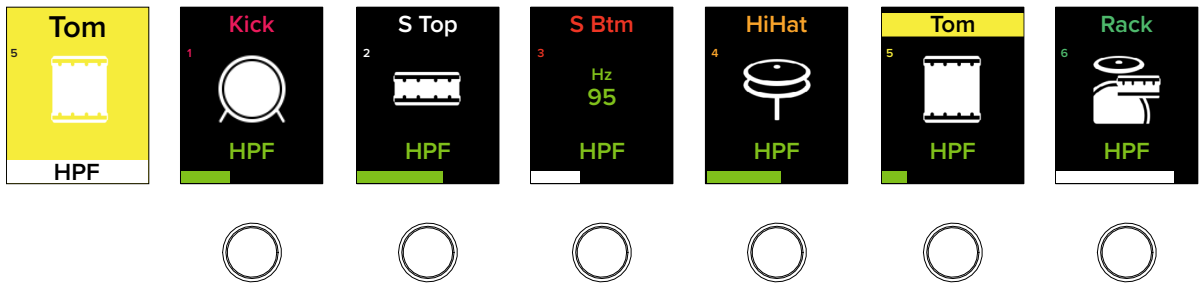 Tom
5
HPF
Kick
1
HPF
S Top
2
HPF
S Btm
3
Hz
95
HPF
HiHat
4
HPF
Tom
5
HPF
Rack
6
HPF